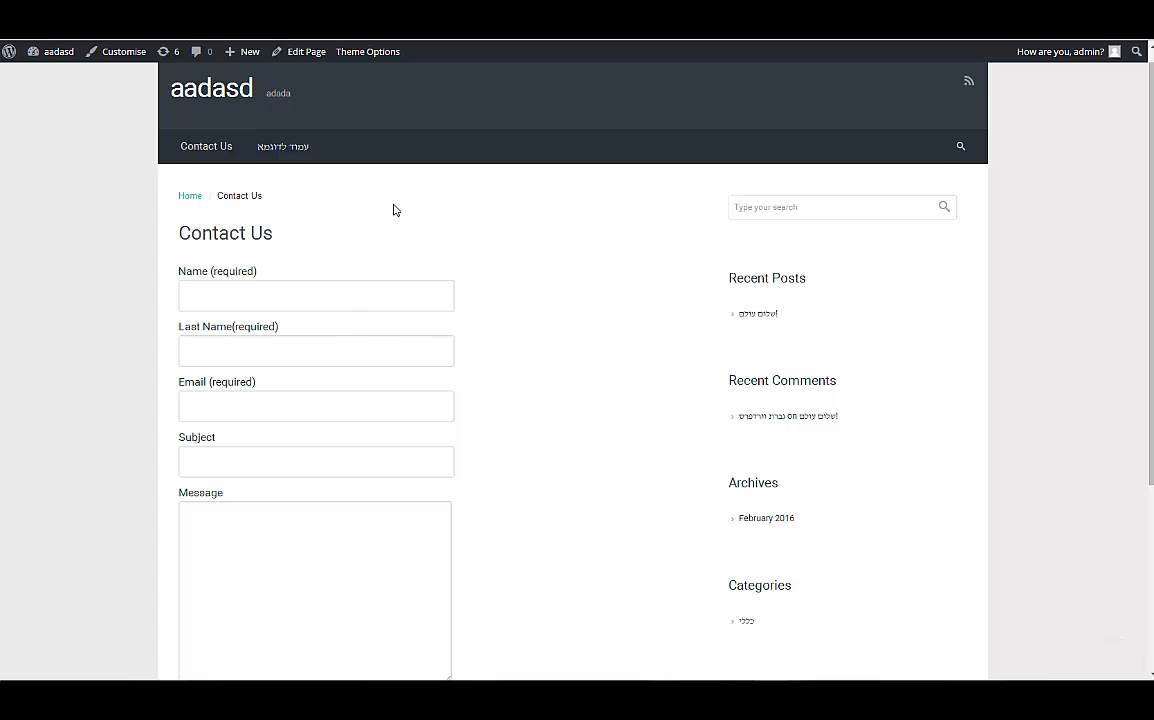 aadasd Customise 6 0 New Edit Page Theme Options How are you, admin?
aadasd adada
Contact Us עמוד לדוגמא
Home Contact Us
Type your search
Contact Us
Name (required)
Last Name(required)
Email (required)
Subject
Message
Recent Posts
שלום עולם!
Recent Comments
גברת וורדפרס on שלום עולם!
Archives
February 2016
Categories
כללי